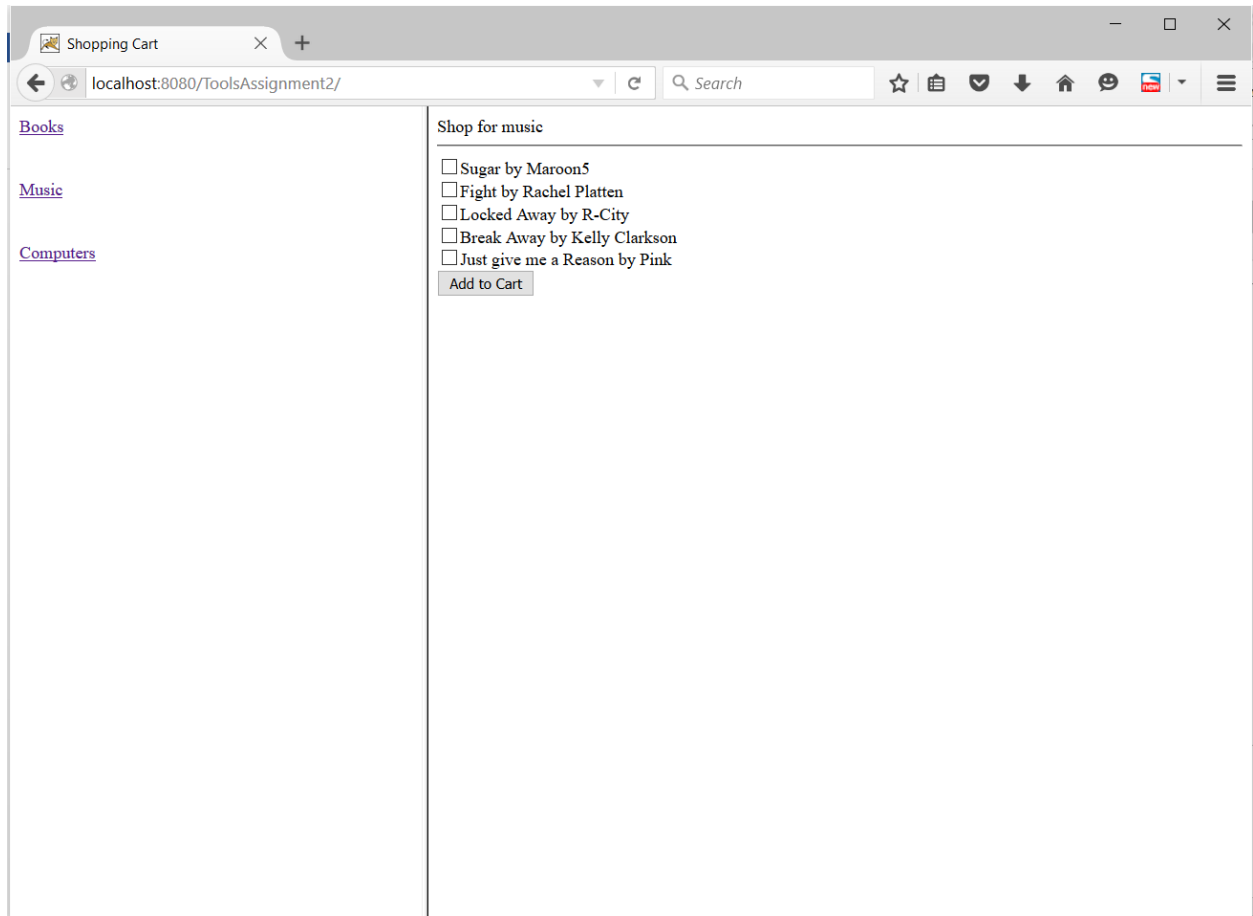 Shopping Cart
localhost:8080/ToolsAssignment2/
Search
new
Books
Music
Computers
Shop for music
Sugar by Maroon5
Fight by Rachel Platten
Locked Away by R-City
Break Away by Kelly Clarkson
Just give me a Reason by Pink
Add to Cart